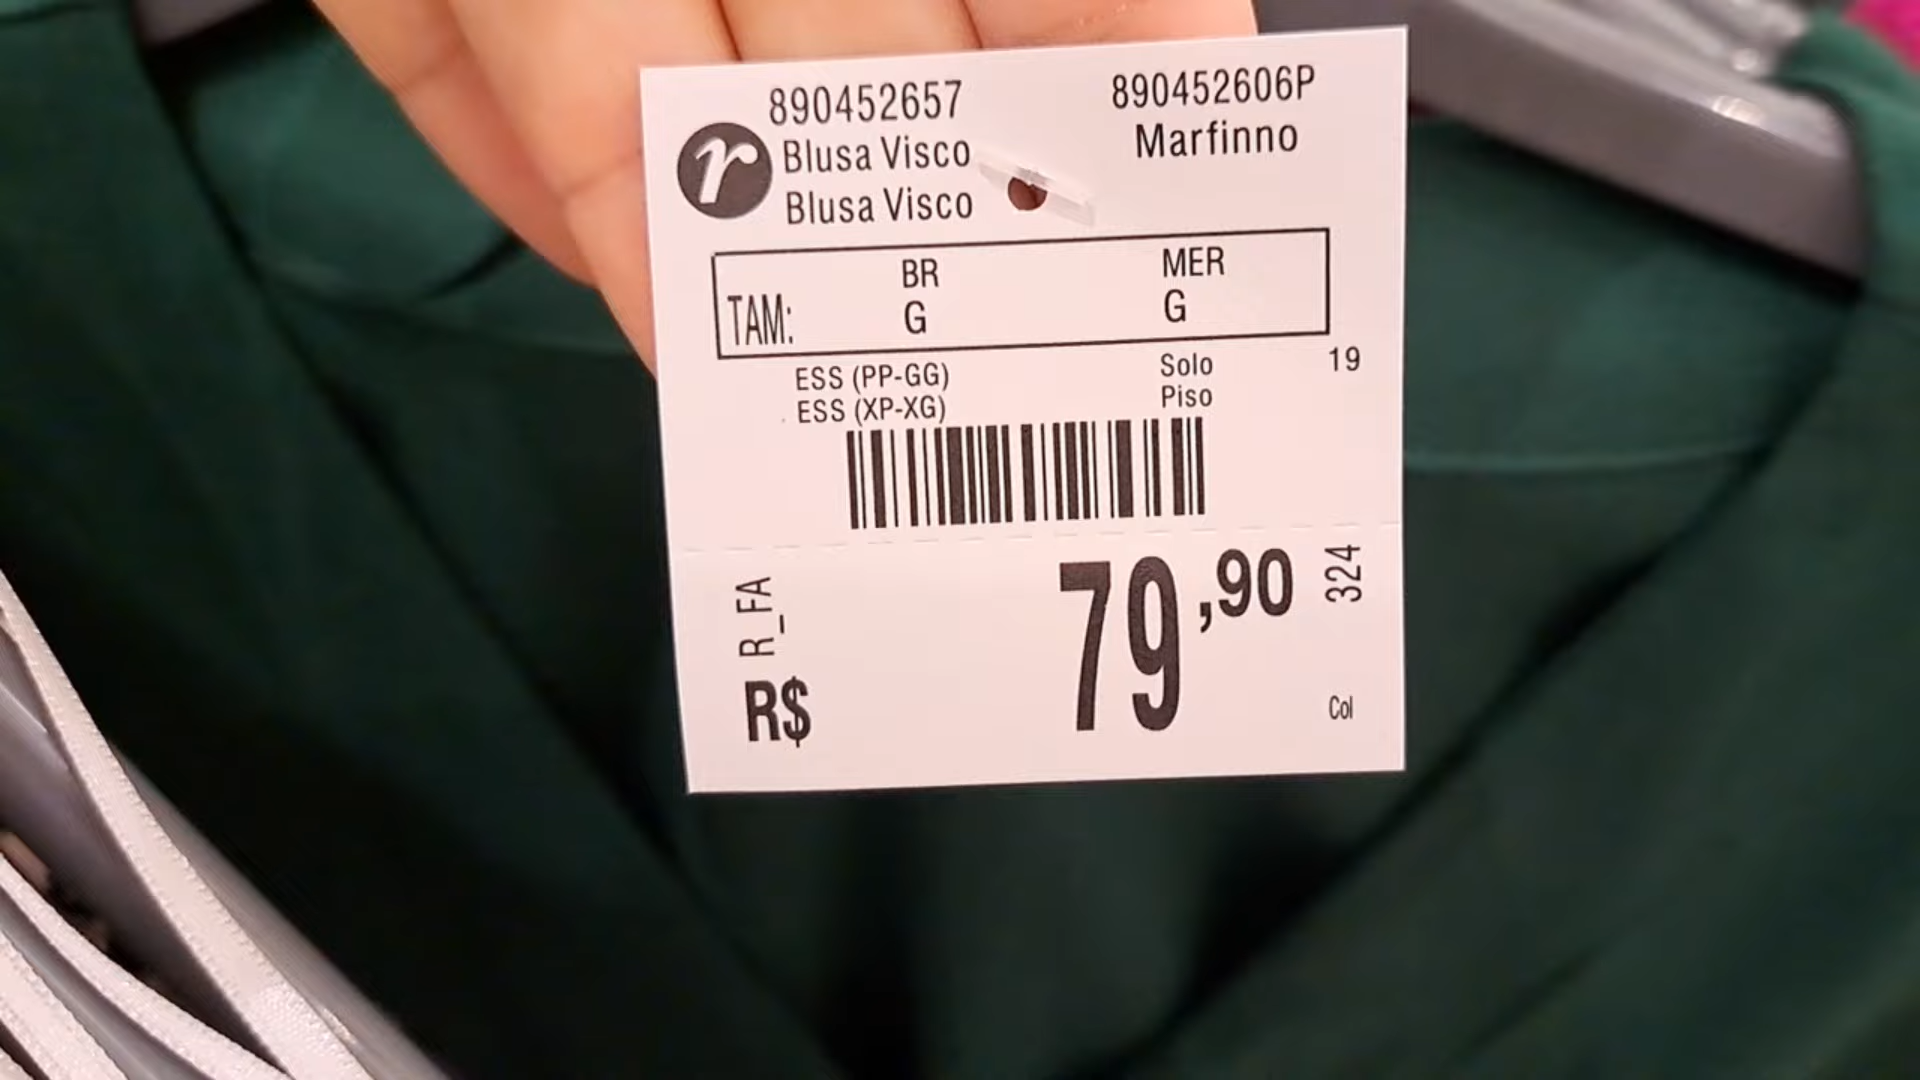 890452657
890452606P
r
Blusa Visco
Marfinno
Blusa Visco
BR
MER
TAM:
G
G
ESS (PP-GG)
Solo
19
ESS (XP-XG)
Piso
R_FA
R$
79,90
324
Col